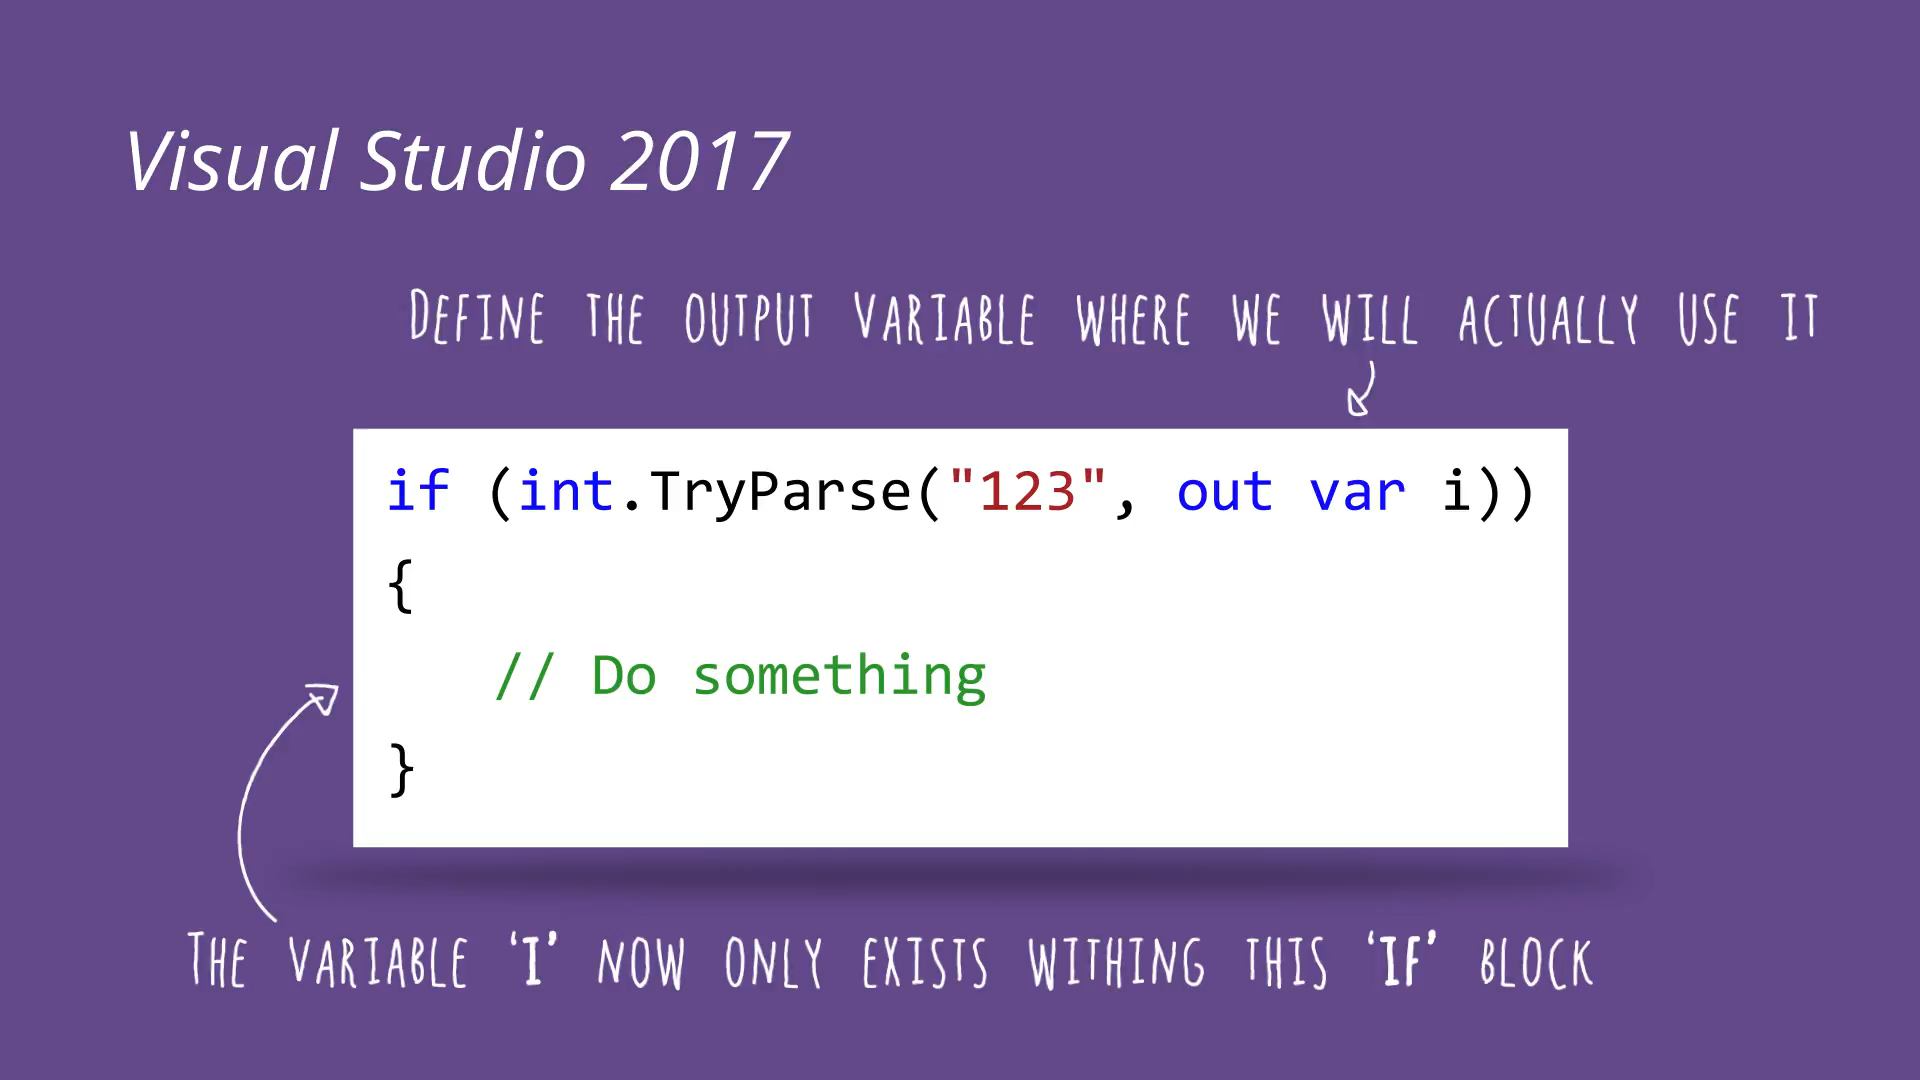 Visual Studio 2017
DEFINE THE OUTPUT VARIABLE WHERE WE WILL ACTUALLY USE IT
if (int.TryParse("123", out var i))
{
// Do something
}
THE VARIABLE ‘I’ NOW ONLY EXISTS WITHING THIS ‘IF’ BLOCK